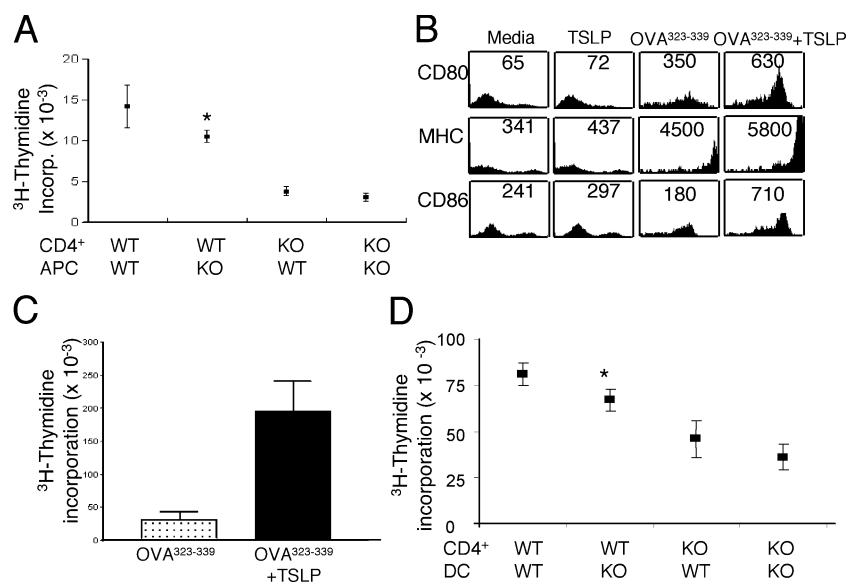 A
20
15
10
5
0
³H-Thymidine
Incorp. (x 10⁻³)
*
CD4⁺ WT WT KO KO
APC WT KO WT KO
B
Media TSLP OVA³²³⁻³³⁹ OVA³²³⁻³³⁹+TSLP
CD80 65 72 350 630
MHC 341 437 4500 5800
CD86 241 297 180 710
C
300
250
200
150
100
50
0
³H-Thymidine
incorporation (x 10⁻³)
OVA³²³⁻³³⁹ OVA³²³⁻³³⁹
+TSLP
D
100
75
50
25
0
³H-Thymidine
incorporation (x 10 ⁻³)
*
CD4⁺ WT WT KO KO
DC WT KO WT KO